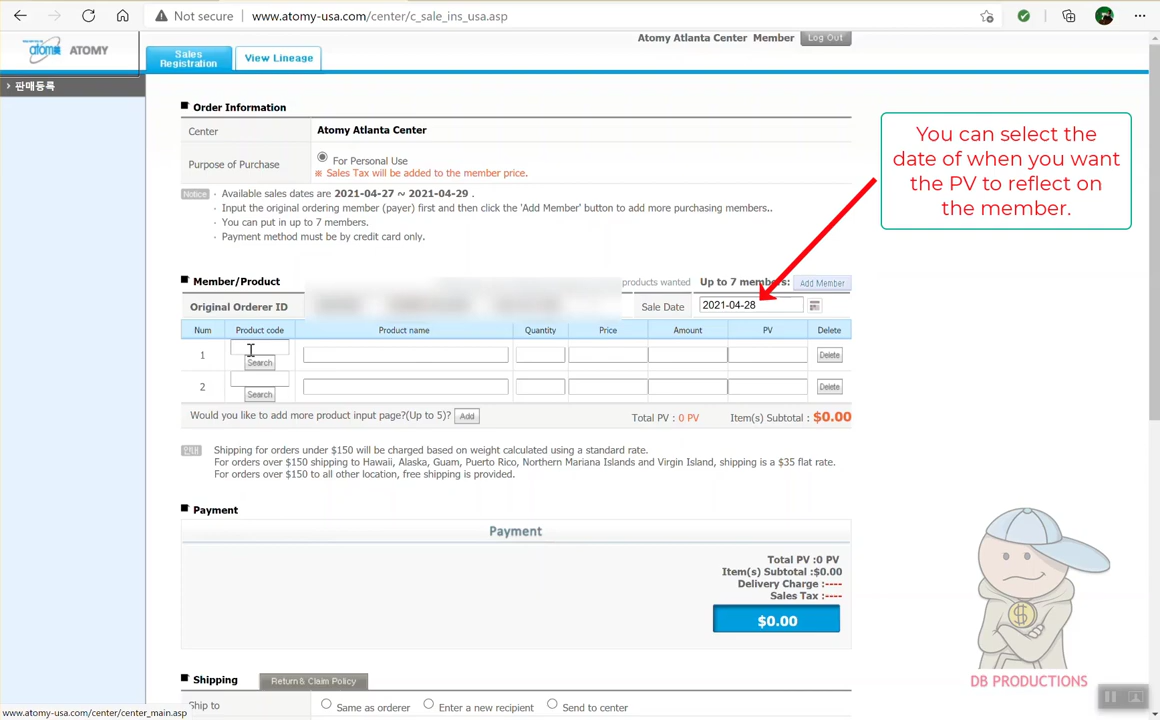 Not secure www.atomy-usa.com/center/c_sale_ins_usa.asp
atomy ATOMY
Atomy Atlanta Center Member Log Out
Sales Registration View Lineage
판매등록
Order Information
Center Atomy Atlanta Center
Purpose of Purchase For Personal Use
※ Sales Tax will be added to the member price.
Notice · Available sales dates are 2021-04-27 ~ 2021-04-29 .
· Input the original ordering member (payer) first and then click the 'Add Member' button to add more purchasing members..
· You can put in up to 7 members.
· Payment method must be by credit card only.
You can select the
date of when you want
the PV to reflect on
the member.
Member/Product products wanted Up to 7 members: Add Member
Original Orderer ID Sale Date 2021-04-28
Num Product code Product name Quantity Price Amount PV Delete
1 Search Delete
2 Search Delete
Would you like to add more product input page?(Up to 5)? Add Total PV : 0 PV Item(s) Subtotal : $0.00
안내 Shipping for orders under $150 will be charged based on weight calculated using a standard rate.
For orders over $150 shipping to Hawaii, Alaska, Guam, Puerto Rico, Northern Mariana Islands and Virgin Island, shipping is a $35 flat rate.
For orders over $150 to all other location, free shipping is provided.
Payment
Payment
Total PV :0 PV
Item(s) Subtotal :$0.00
Delivery Charge :----
Sales Tax :----
$0.00
Shipping Return & Claim Policy
Ship to Same as orderer Enter a new recipient Send to center
DB PRODUCTIONS
www.atomy-usa.com/center/center_main.asp